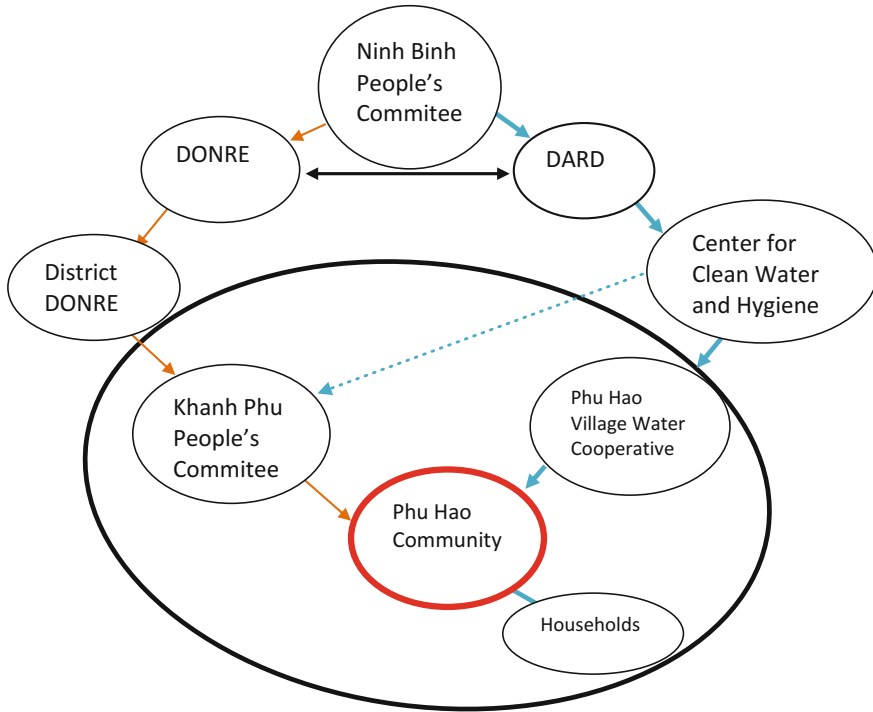 Ninh Binh
People's
Commitee
DONRE
DARD
District
DONRE
Center for
Clean Water
and Hygiene
Khanh Phu
People's
Commitee
Phu Hao
Village Water
Cooperative
Phu Hao
Community
Households